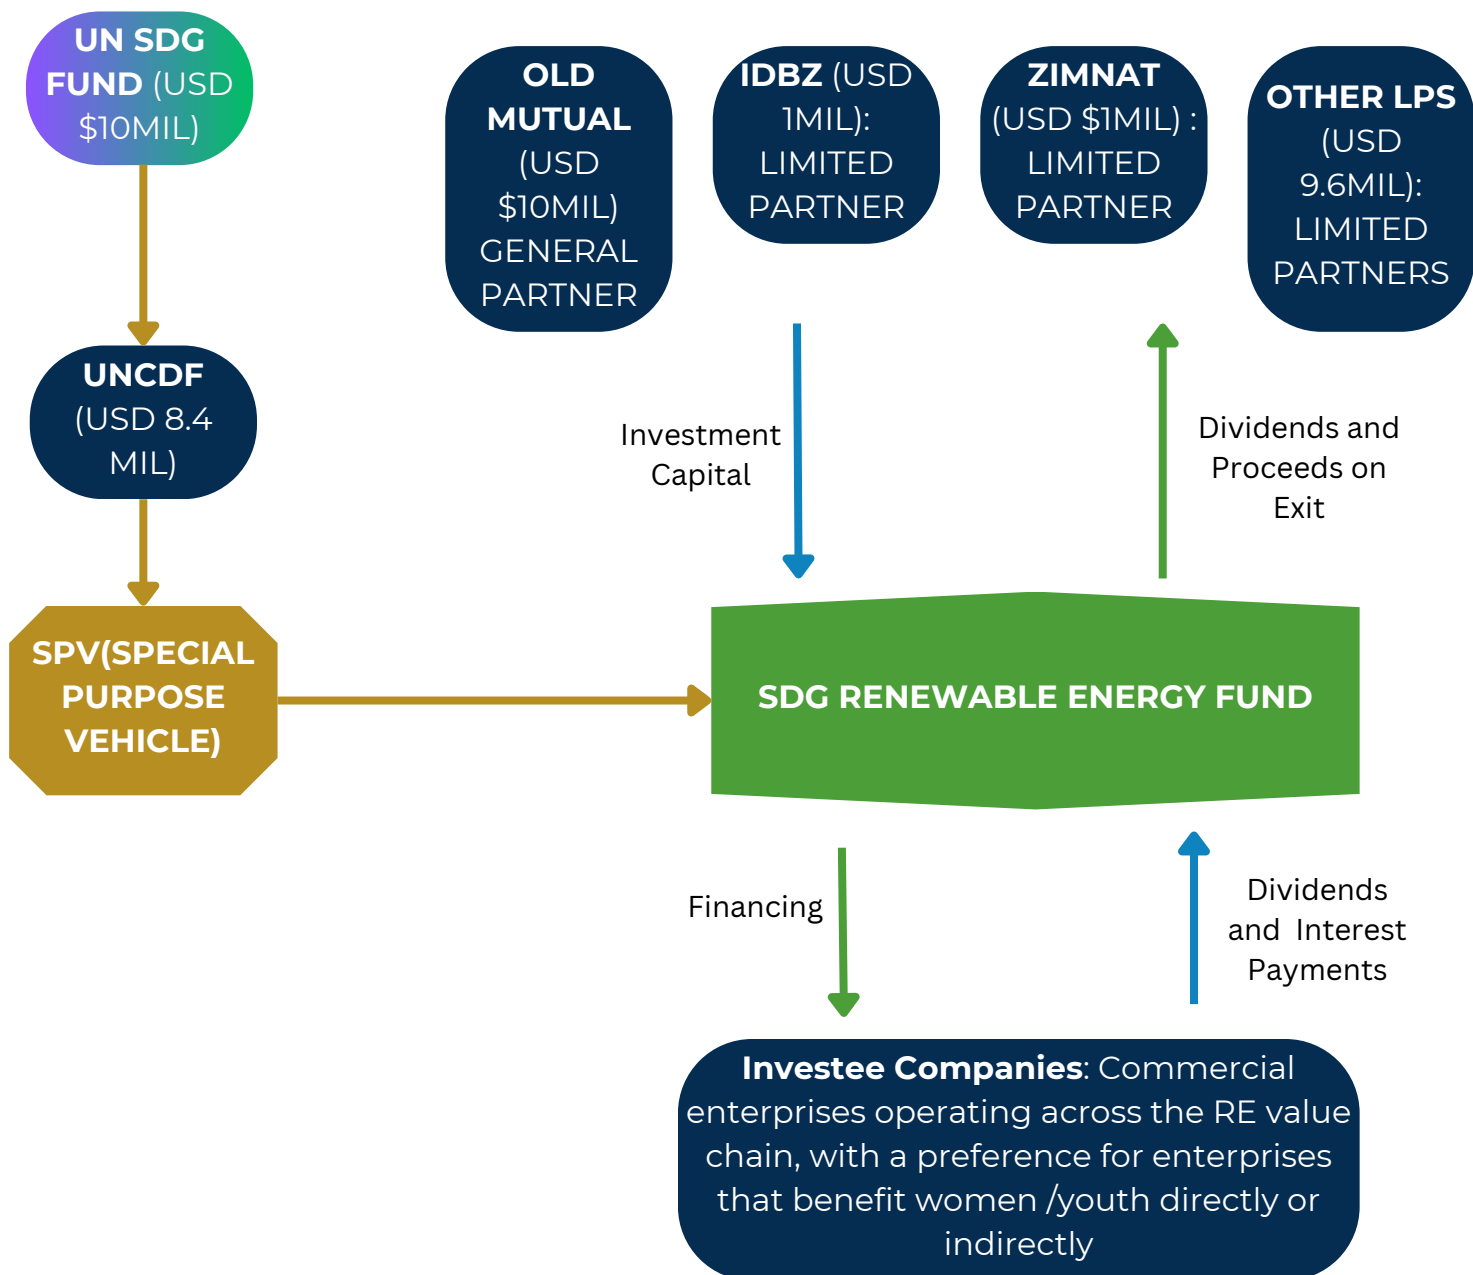 UN SDG
FUND (USD
$10MIL)
OLD
MUTUAL
(USD
$10MIL)
GENERAL
PARTNER
IDBZ (USD
1MIL):
LIMITED
PARTNER
ZIMNAT
(USD $1MIL) :
LIMITED
PARTNER
OTHER LPS
(USD
9.6MIL):
LIMITED
PARTNERS
UNCDF
(USD 8.4
MIL)
Investment
Capital
Dividends and
Proceeds on
Exit
SPV(SPECIAL
PURPOSE
VEHICLE)
SDG RENEWABLE ENERGY FUND
Financing
Dividends
and Interest
Payments
Investee Companies: Commercial
enterprises operating across the RE value
chain, with a preference for enterprises
that benefit women /youth directly or
indirectly